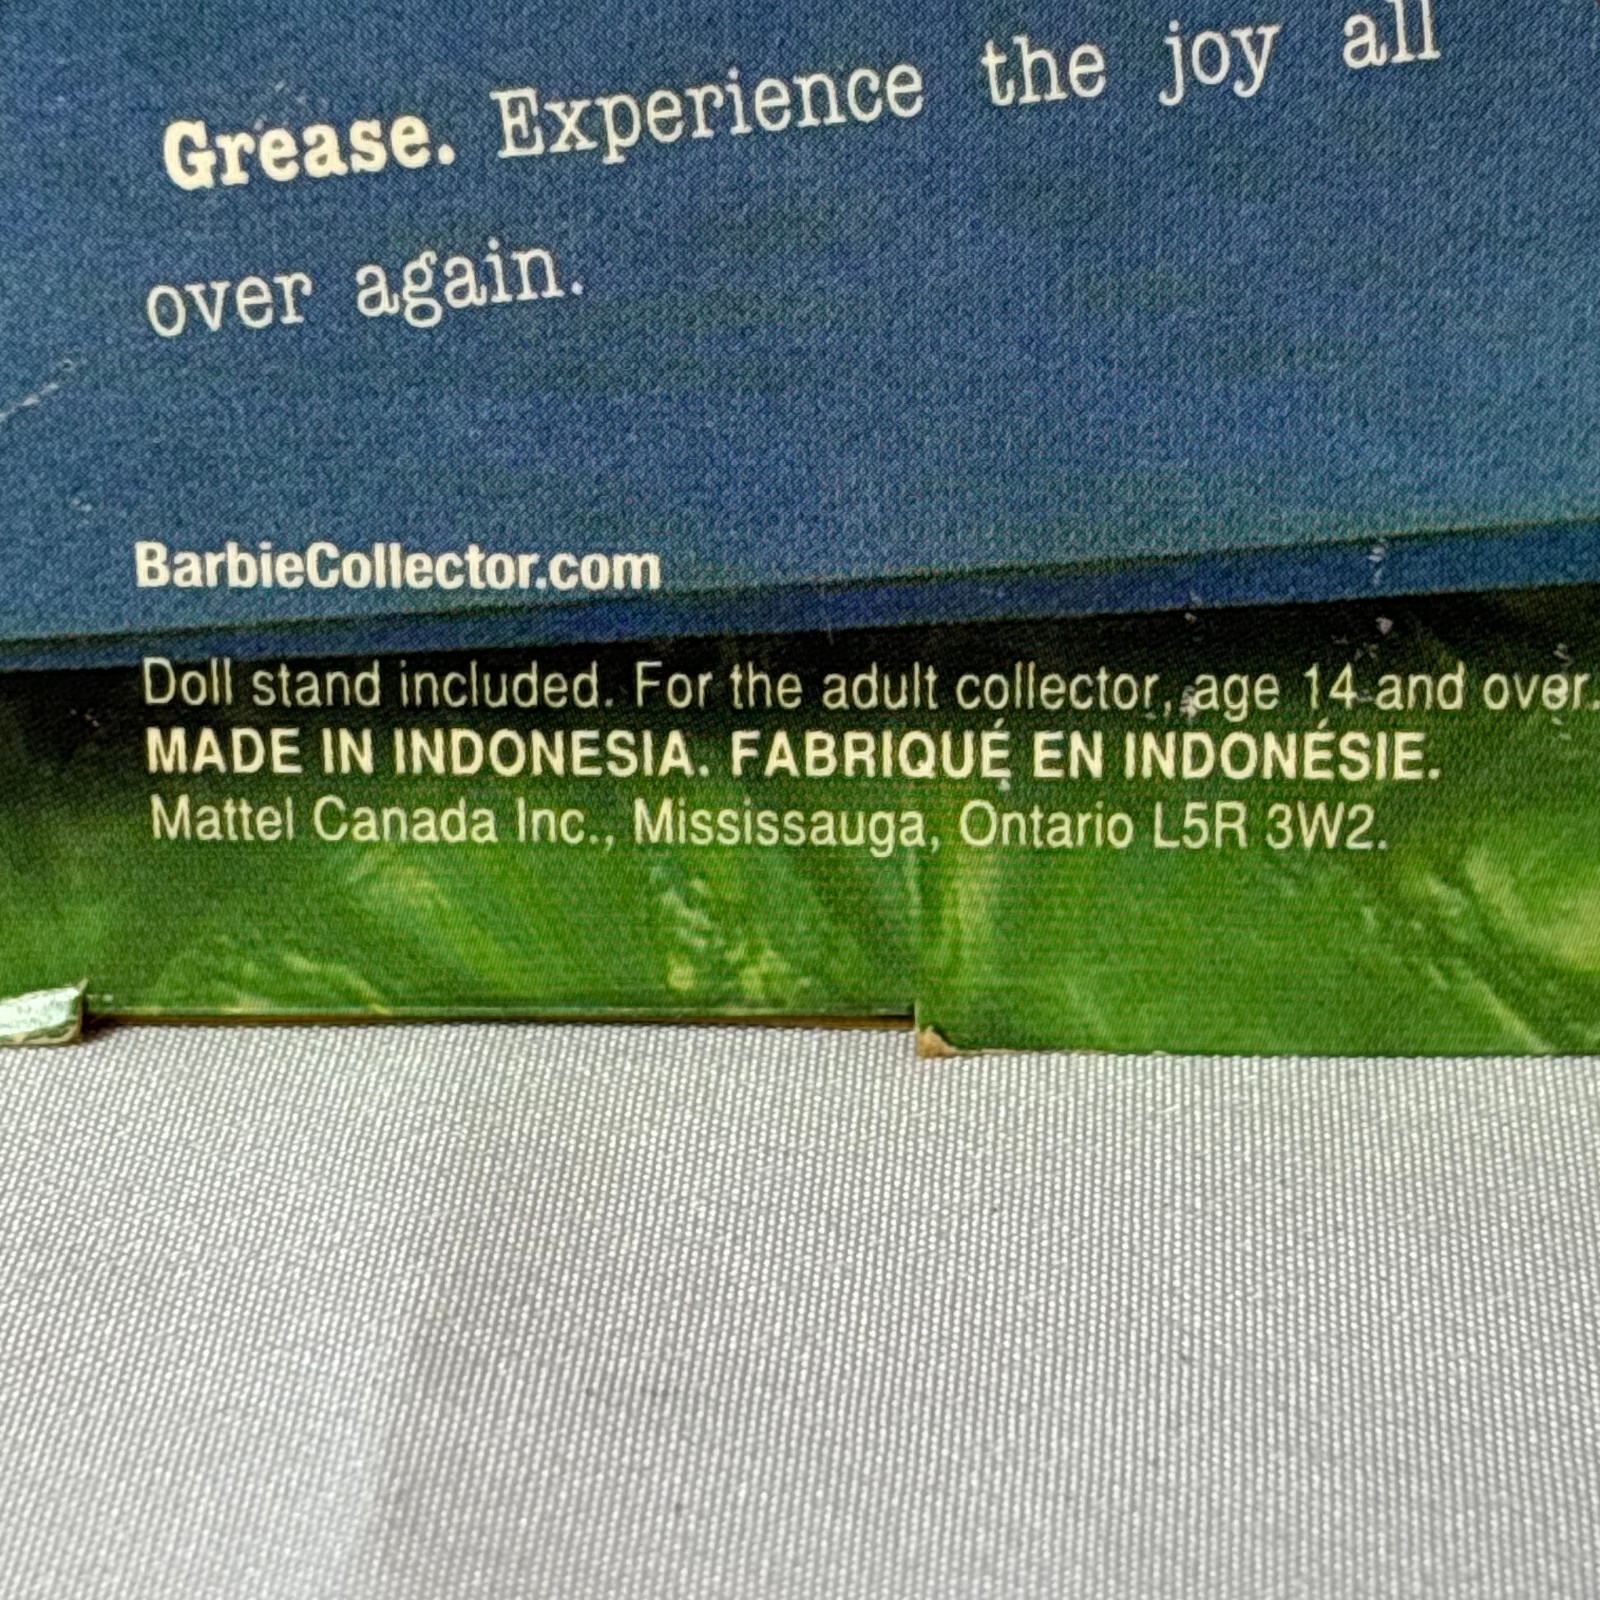 Grease. Experience the joy all
over again.
BarbieCollector.com
Doll stand included. For the adult collector, age 14 and over.
MADE IN INDONESIA. FABRIQUÉ EN INDONÉSIE.
Mattel Canada Inc., Mississauga, Ontario L5R 3W2.